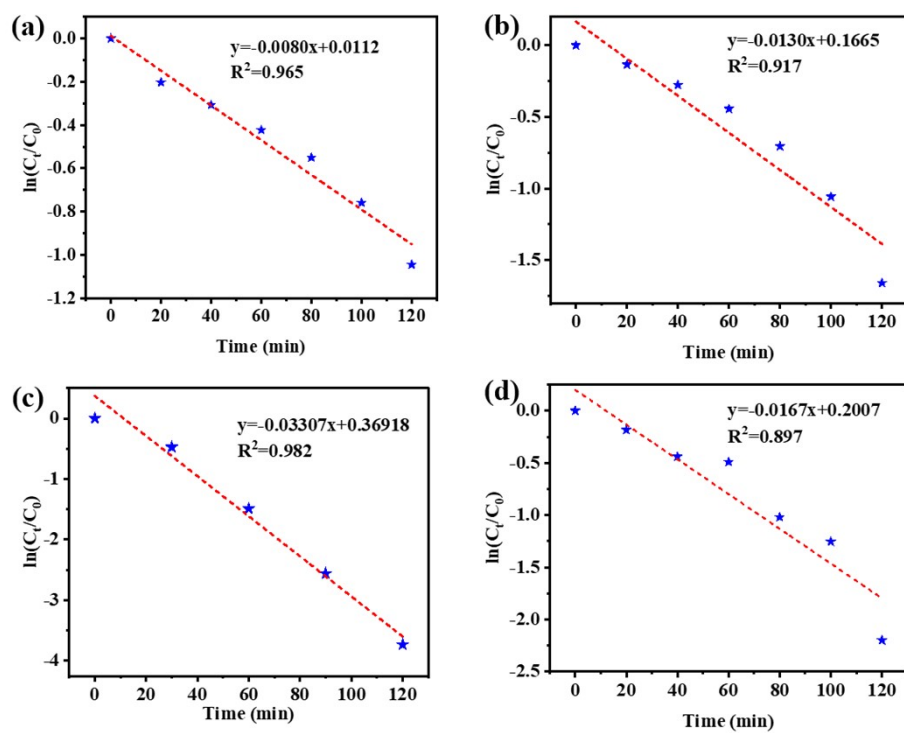 (a)
y=-0.0080x+0.0112
R²=0.965
0.0
-0.2
-0.4
-0.6
-0.8
-1.0
-1.2
ln(Cₜ/C₀)
0 20 40 60 80 100 120
Time (min)
(b)
y=-0.0130x+0.1665
R²=0.917
0.0
-0.5
-1.0
-1.5
ln(Cₜ/C₀)
0 20 40 60 80 100 120
Time (min)
(c)
y=-0.03307x+0.36918
R²=0.982
0
-1
-2
-3
-4
ln(Cₜ/C₀)
0 20 40 60 80 100 120
Time (min)
(d)
y=-0.0167x+0.2007
R²=0.897
0.0
-0.5
-1.0
-1.5
-2.0
-2.5
ln(Cₜ/C₀)
0 20 40 60 80 100 120
Time (min)